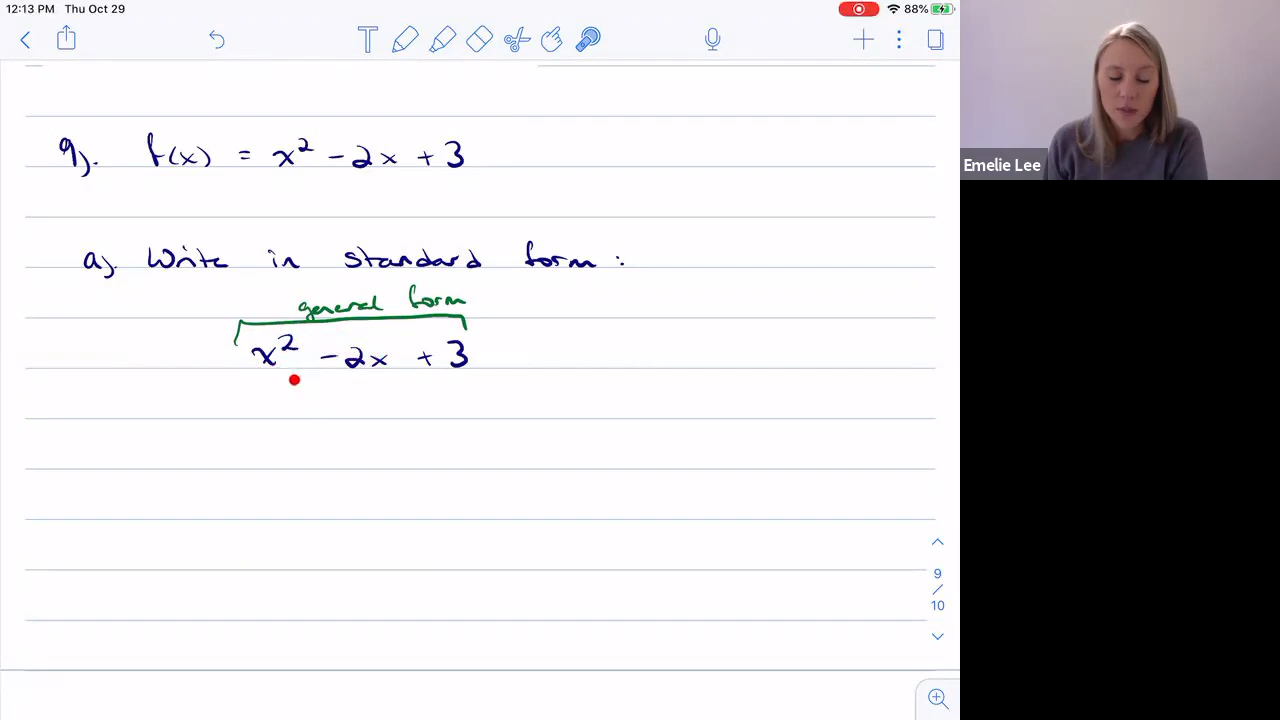 12:13 PM Thu Oct 29
88%
T
9). f(x) = x² - 2x + 3
a). Write in standard form:
general form
x² - 2x + 3
Emelie Lee
9
/
10